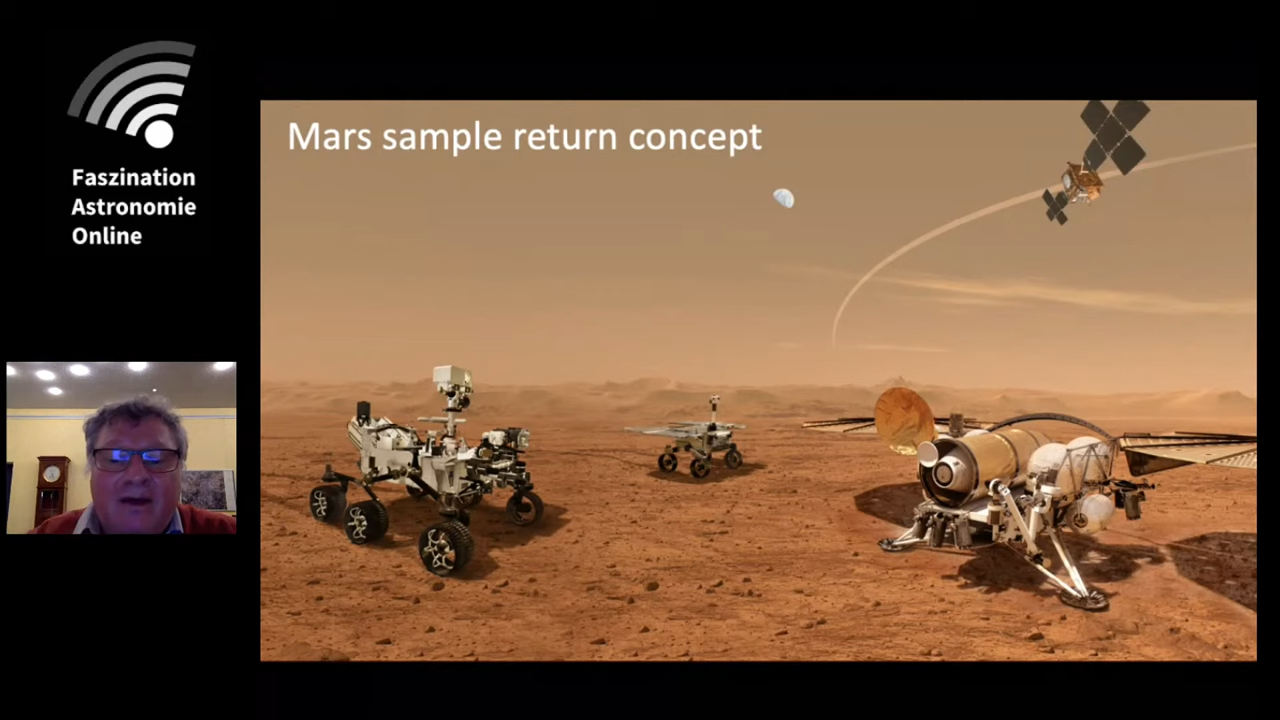 Faszination
Astronomie
Online
Mars sample return concept